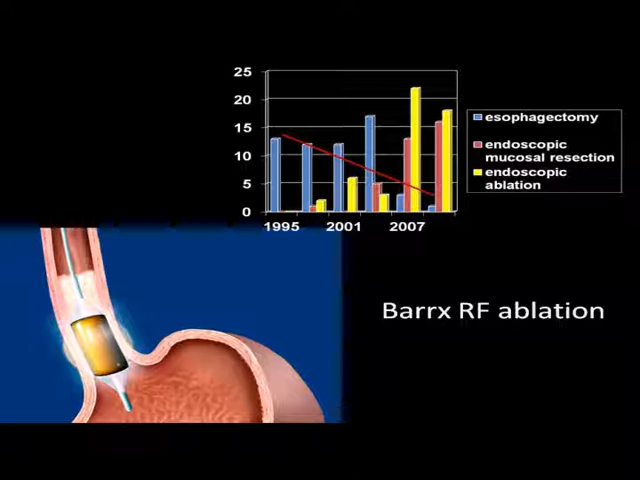 25
20
15
10
5
0
1995 2001 2007
esophagectomy
endoscopic
mucosal resection
endoscopic
ablation
Barrx RF ablation